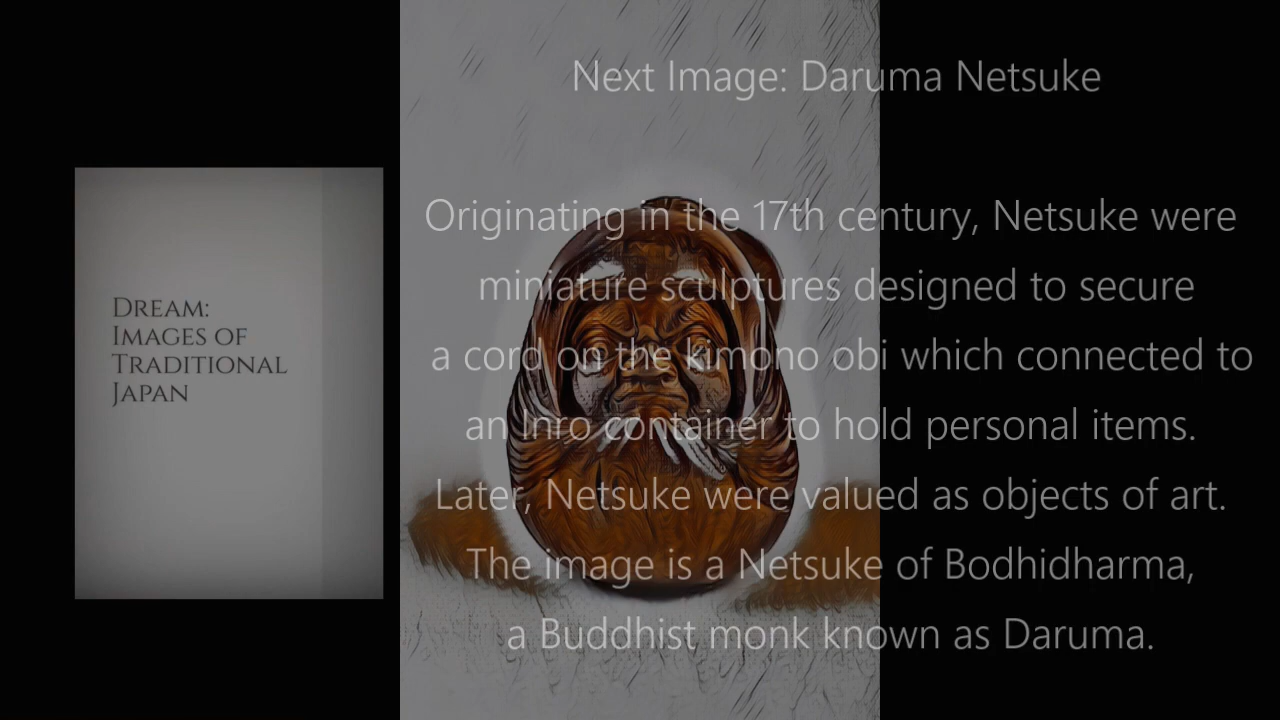 Dream:
Images of
Traditional
Japan
Next Image: Daruma Netsuke
Originating in the 17th century, Netsuke were
miniature sculptures designed to secure
a cord on the kimono obi which connected to
an Inro container to hold personal items.
Later, Netsuke were valued as objects of art.
The image is a Netsuke of Bodhidharma,
a Buddhist monk known as Daruma.